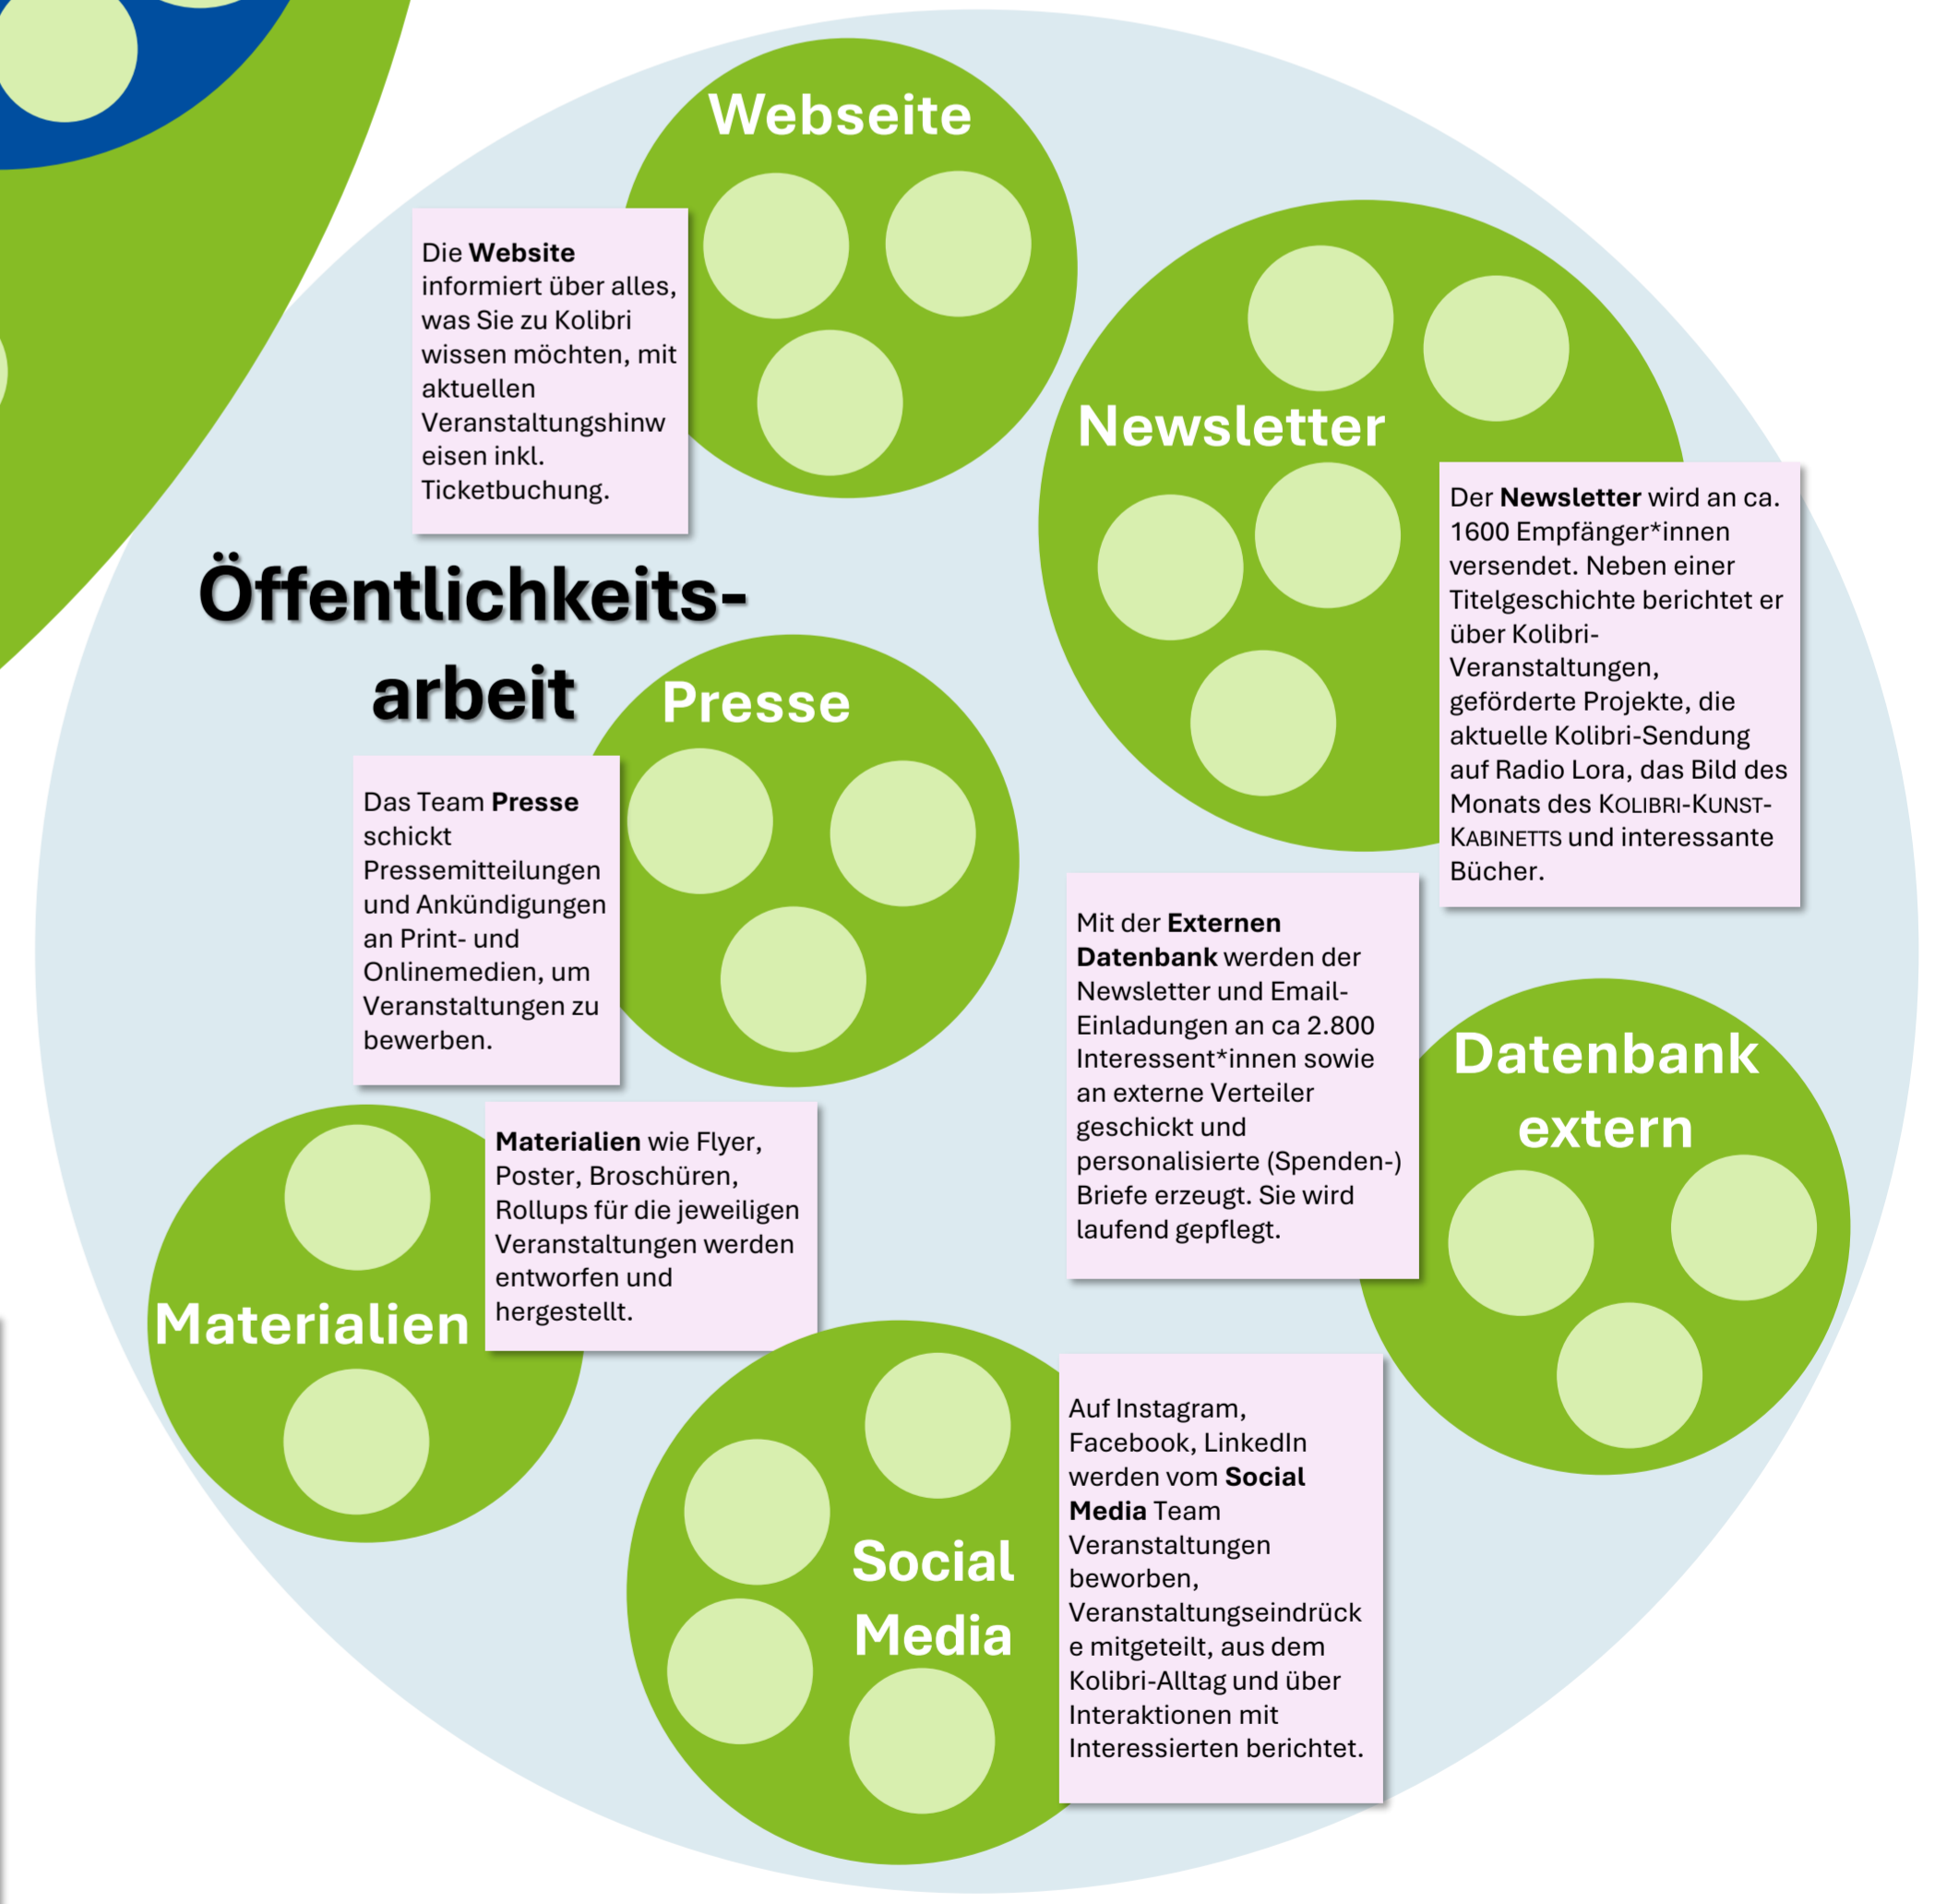 Webseite
Die Website
informiert über alles,
was Sie zu Kolibri
wissen möchten, mit
aktuellen
Veranstaltungshinw
eisen inkl.
Ticketbuchung.
Newsletter
Der Newsletter wird an ca.
1600 Empfänger*innen
versendet. Neben einer
Titelgeschichte berichtet er
über Kolibri-
Veranstaltungen,
geförderte Projekte, die
aktuelle Kolibri-Sendung
auf Radio Lora, das Bild des
Monats des KOLIBRI-KUNST-
KABINETTS und interessante
Bücher.
Öffentlichkeits-
arbeit
Presse
Das Team Presse
schickt
Pressemitteilungen
und Ankündigungen
an Print- und
Onlinemedien, um
Veranstaltungen zu
bewerben.
Mit der Externen
Datenbank werden der
Newsletter und Email-
Einladungen an ca 2.800
Interessent*innen sowie
an externe Verteiler
geschickt und
personalisierte (Spenden-)
Briefe erzeugt. Sie wird
laufend gepflegt.
Datenbank
extern
Materialien
Materialien wie Flyer,
Poster, Broschüren,
Rollups für die jeweiligen
Veranstaltungen werden
entworfen und
hergestellt.
Social
Media
Auf Instagram,
Facebook, LinkedIn
werden vom Social
Media Team
Veranstaltungen
beworben,
Veranstaltungseindrück
e mitgeteilt, aus dem
Kolibri-Alltag und über
Interaktionen mit
Interessierten berichtet.